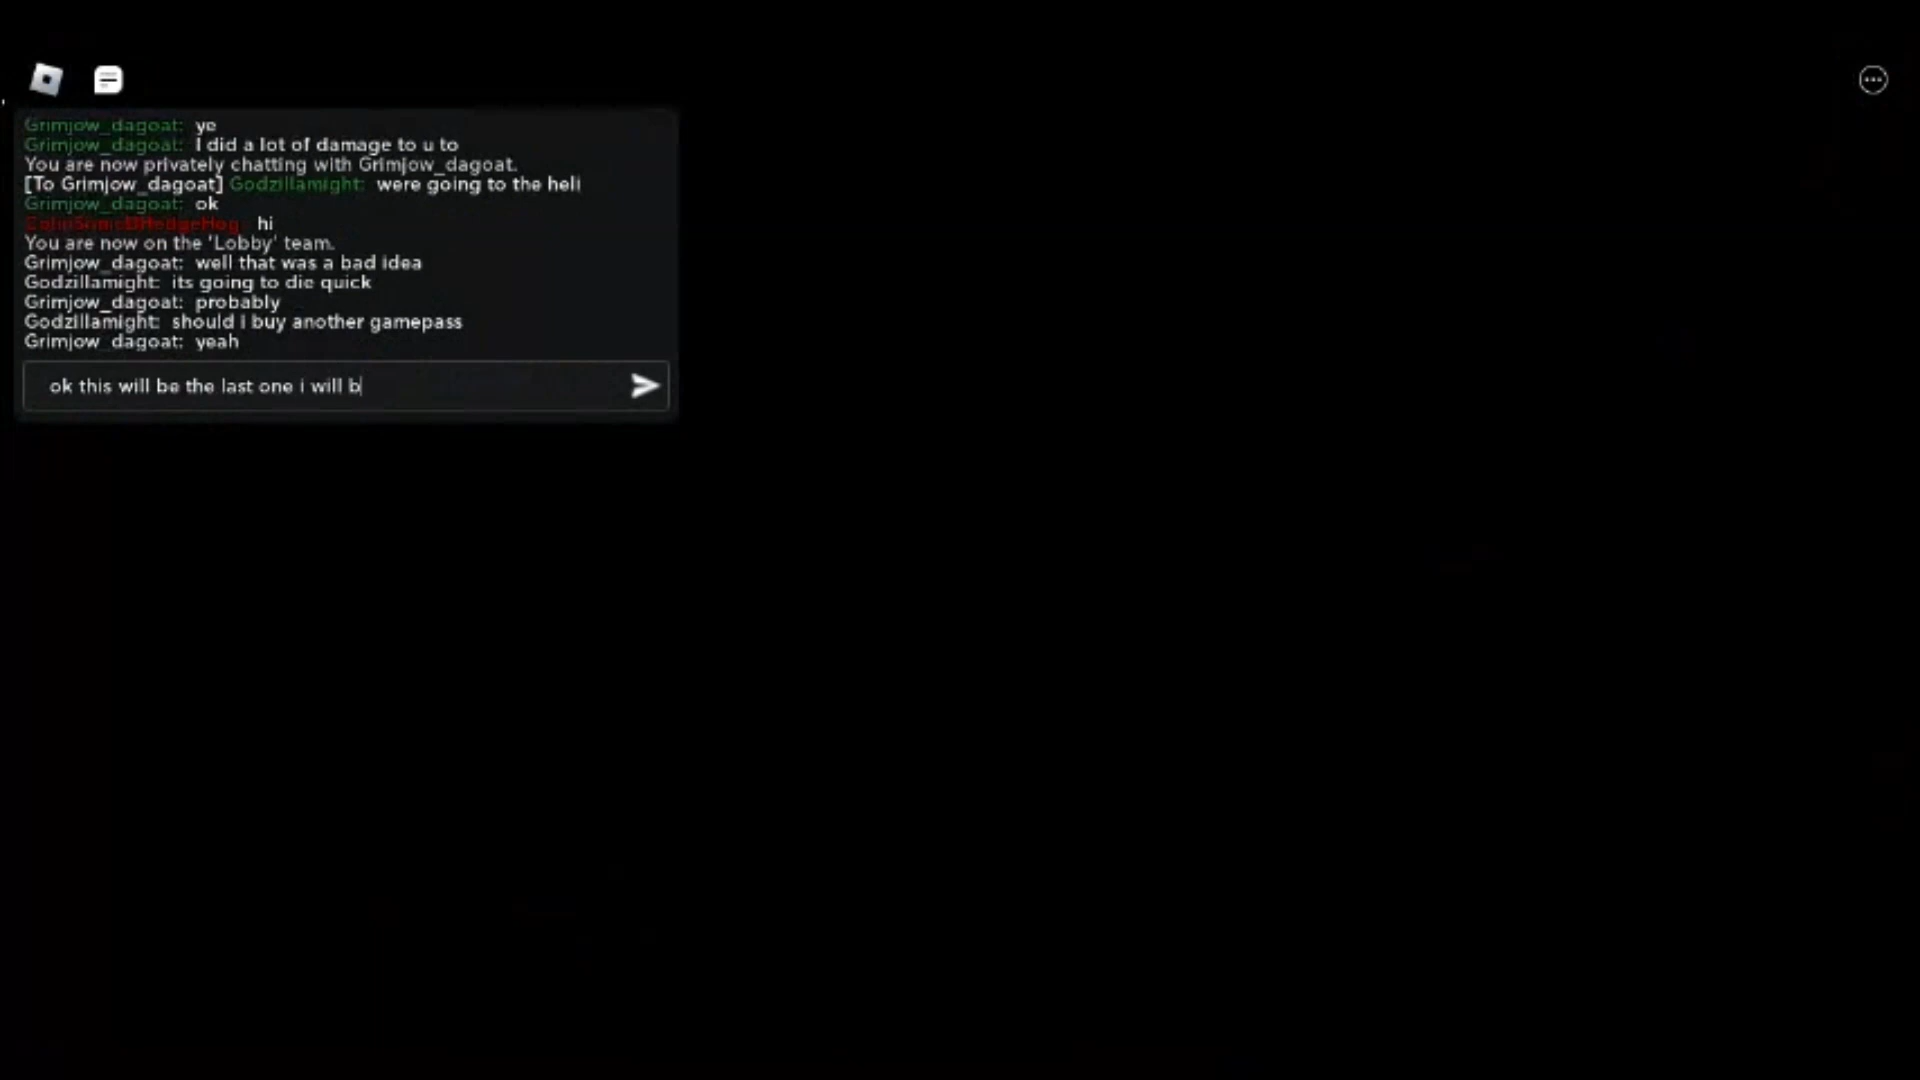 Grimjow_dagoat: ye
Grimjow_dagoat: I did a lot of damage to u to
You are now privately chatting with Grimjow_dagoat.
[To Grimjow_dagoat] Godzillamight: were going to the heli
Grimjow_dagoat: ok
hi
You are now on the 'Lobby' team.
Grimjow_dagoat: well that was a bad idea
Godzillamight: its going to die quick
Grimjow_dagoat: probably
Godzillamight: should i buy another gamepass
Grimjow_dagoat: yeah
ok this will be the last one i will b